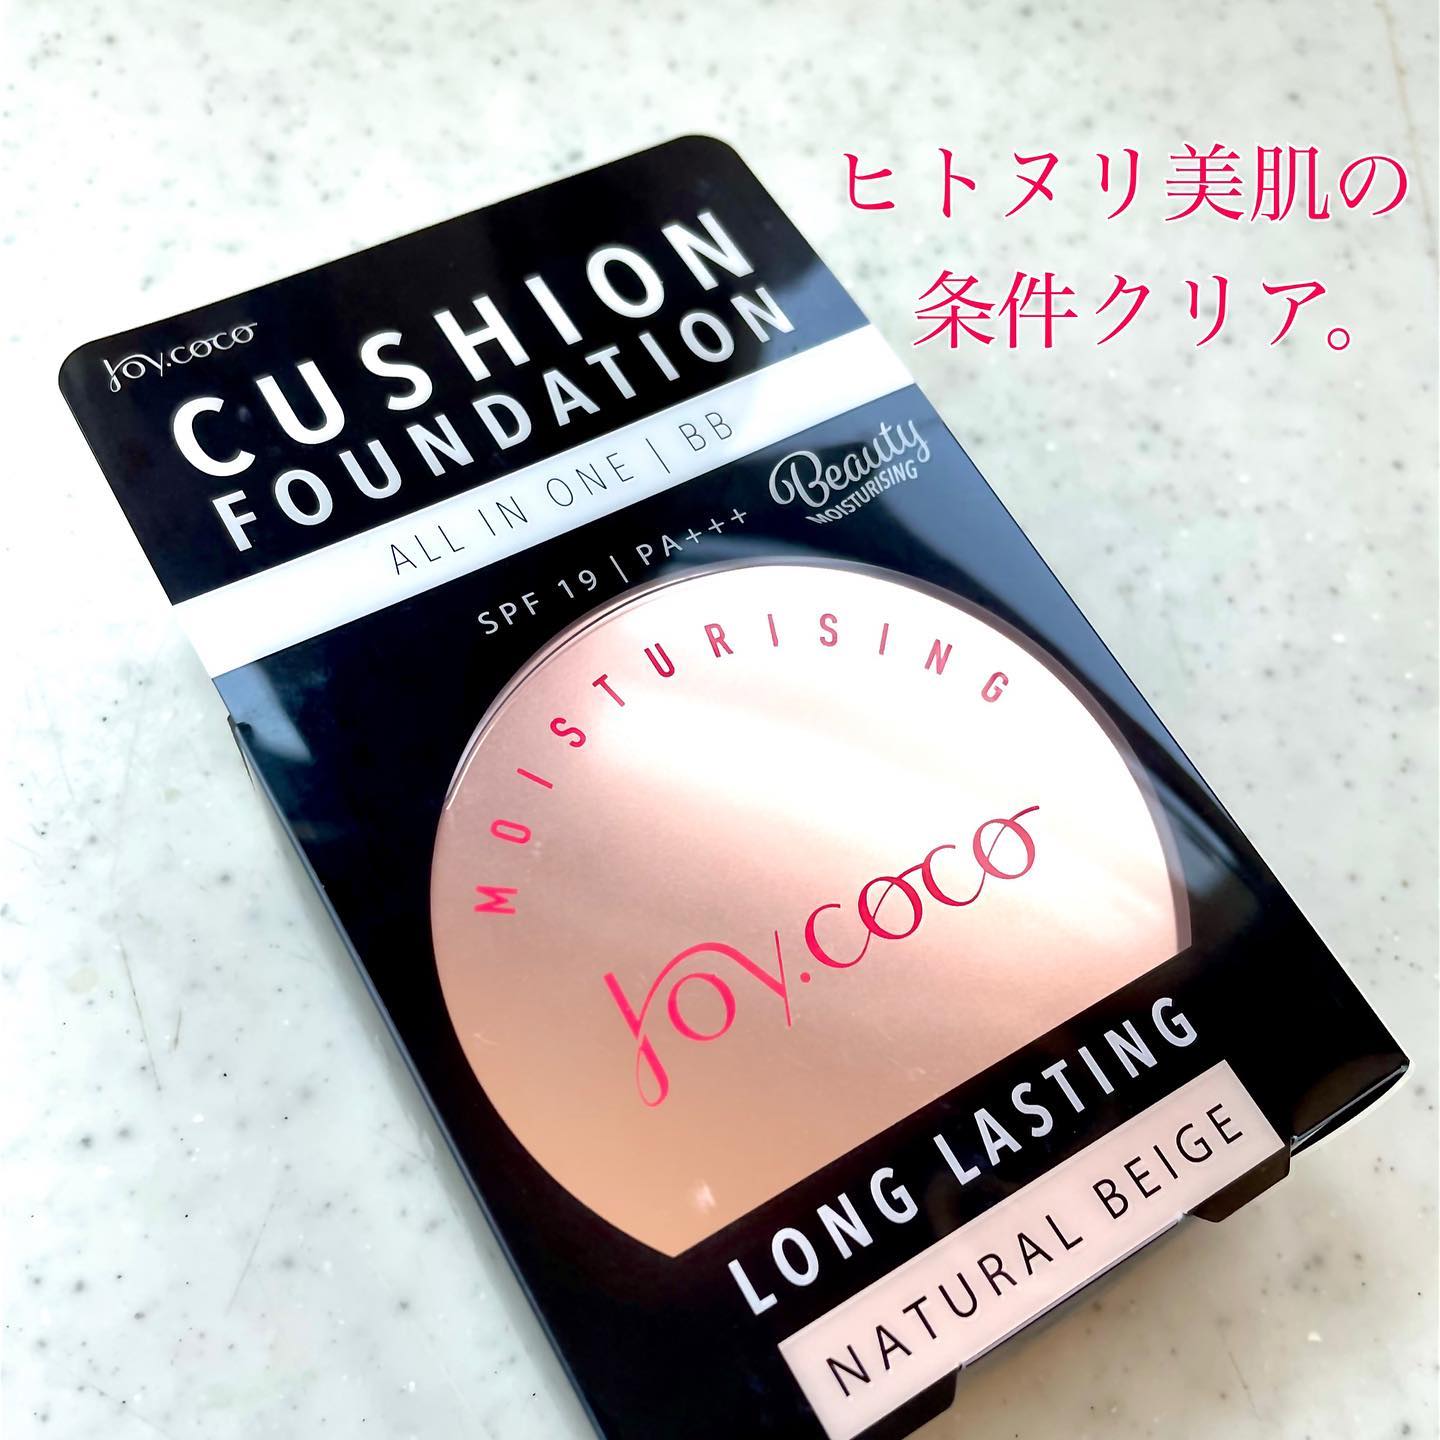 ヒトヌリ美肌の
条件クリア。
Joy.coco
CUSHION
FOUNDATION
ALL IN ONE | BB
SPF 19 | PA+++
Beauty
MOISTURISING
MOISTURISING
Joy.coco
LONG LASTING
NATURAL BEIGE